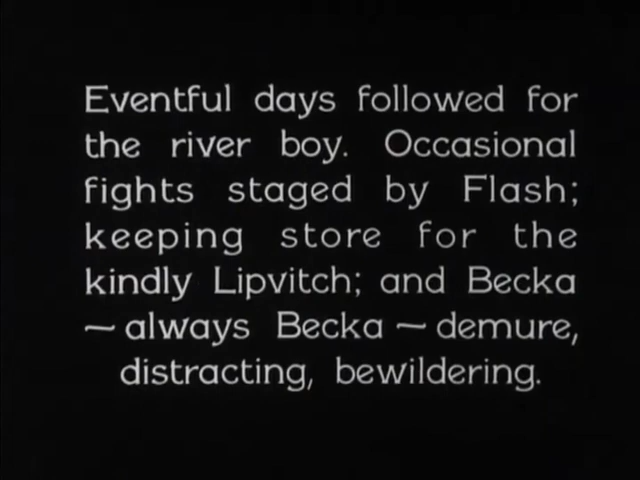 Eventful days followed for
the river boy. Occasional
fights staged by Flash;
keeping store for the
kindly Lipvitch; and Becka
— always Becka — demure,
distracting, bewildering.